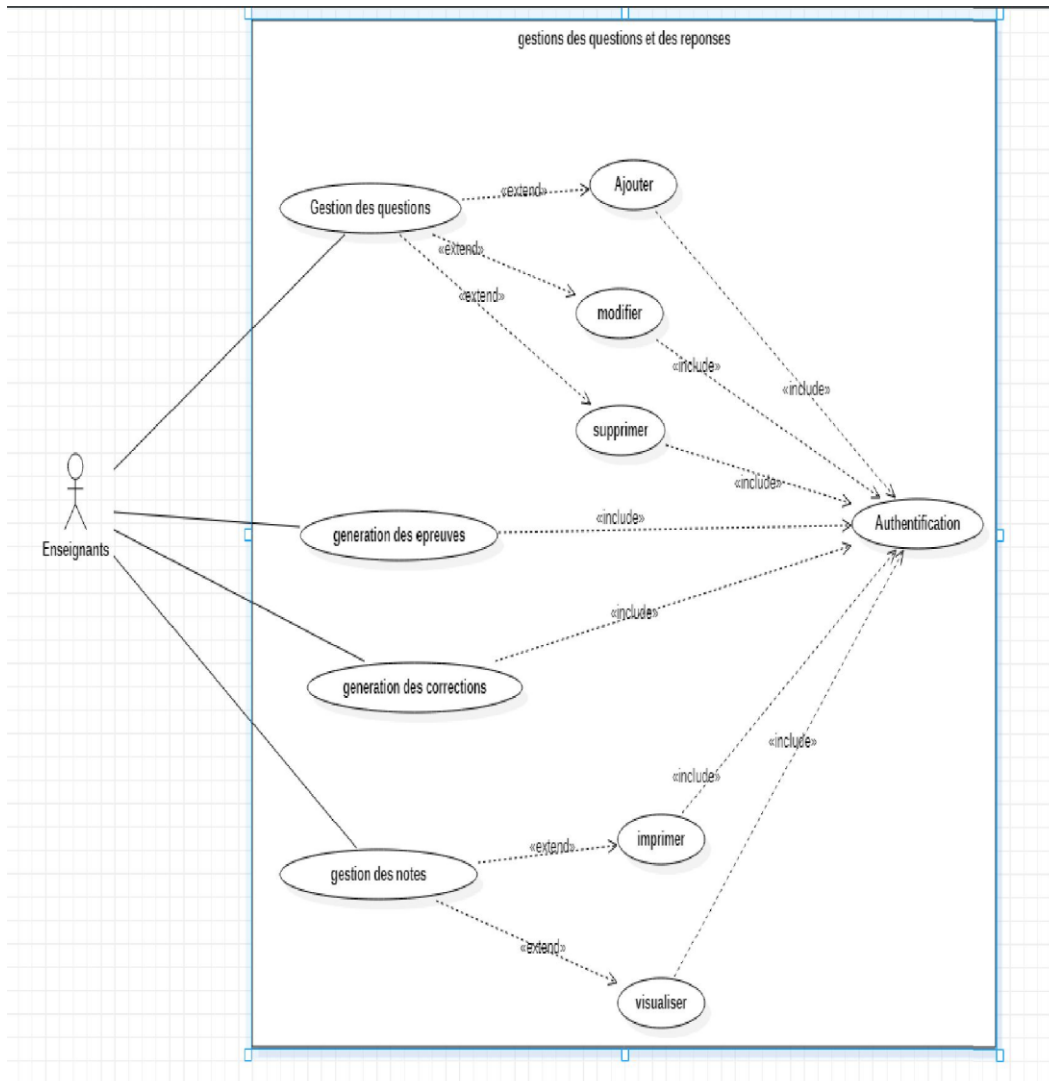 gestions des questions et des reponses
Ajouter
«extend»
Gestion des questions
«extend»
«extend»
modifier
«include»
«include»
supprimer
«include»
«include»
Authentification
generation des epreuves
Enseignants
«include»
generation des corrections
«include»
«include»
imprimer
«extend»
gestion des notes
«extend»
visualiser